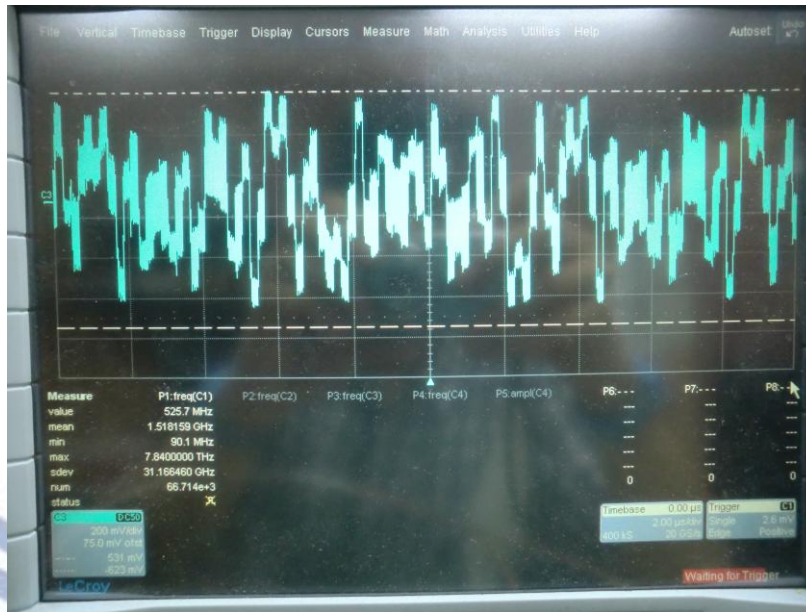 File Vertical Timebase Trigger Display Cursors Measure Math Analysis Utilities Help Autoset Undo
C3
Measure P1:freq(C1) P2:freq(C2) P3:freq(C3) P4:freq(C4) P5:ampl(C4) P6:- - - P7:- - - P8:- -
value 525.7 MHz --- --- ---
mean 1.518159 GHz --- --- ---
min 90.1 MHz --- --- ---
max 7.8400000 THz --- --- ---
sdev 31.166460 GHz --- --- ---
num 66.714e+3 0 0 0
status
C3 DC50
200 mV/div
75.0 mV ofst
531 mV
-623 mV
Timebase 0.00 µs Trigger C1
2.00 µs/div Single 2.6 mV
400 kS 20 GS/s Edge Positive
LeCroy
Waiting for Trigger